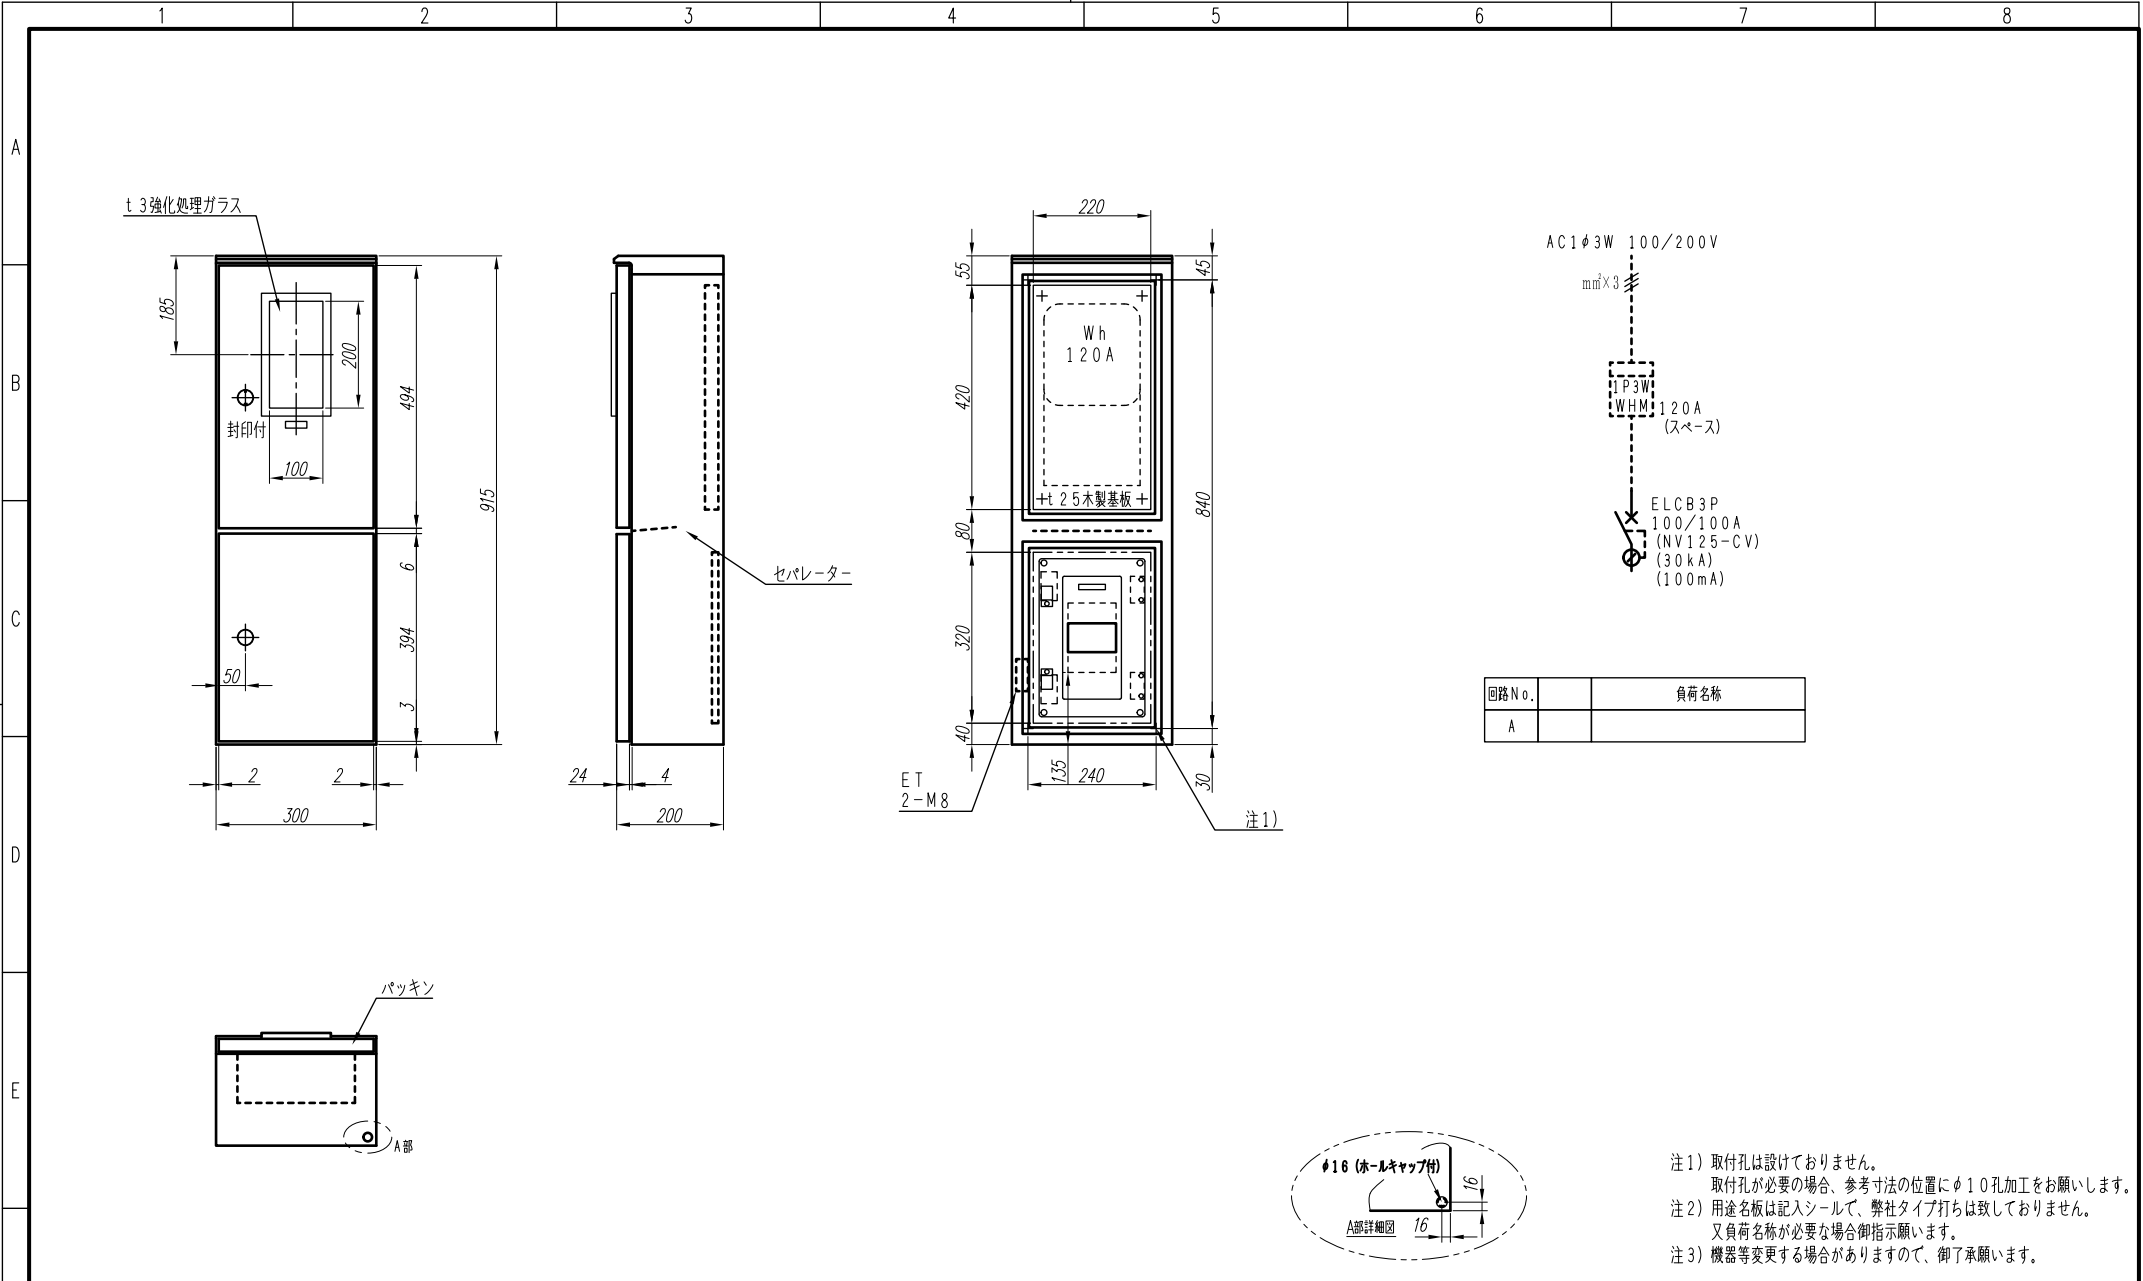 1 2 3 4 5 6 7 8
A
B
C
D
E
t 3強化処理ガラス
185
200
封印付
100
494
915
6
394
50
3
2
2
300
セパレーター
24
4
200
220
55
45
Wh
120A
420
t 25木製基板
840
80
320
40
135
240
30
ET
2-M8
注1)
AC1φ3W 100/200V
mm²×3
1P3W
WHM
120A
(スペース)
ELCB3P
100/100A
(NV125-CV)
(30kA)
(100mA)
回路No. 負荷名称
A
パッキン
A部
φ16 (ホールキャップ付)
16
A部詳細図
16
注1) 取付孔は設けておりません。
取付孔が必要の場合、参考寸法の位置にφ10孔加工をお願いします。
注2) 用途名板は記入シールで、弊社タイプ打ちは致しておりません。
又負荷名称が必要な場合御指示願います。
注3) 機器等変更する場合がありますので、御了承願います。